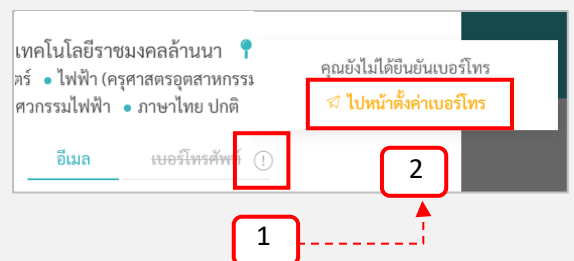 เทคโนโลยีราชมงคลล้านนา
ตร์ • ไฟฟ้า (ครุศาสตรอุตสาหกรรม
ศวกรรมไฟฟ้า • ภาษาไทย ปกติ
คุณยังไม่ได้ยืนยันเบอร์โทร
ไปหน้าตั้งค่าเบอร์โทร
อีเมล เบอร์โทรศัพท์
2
1